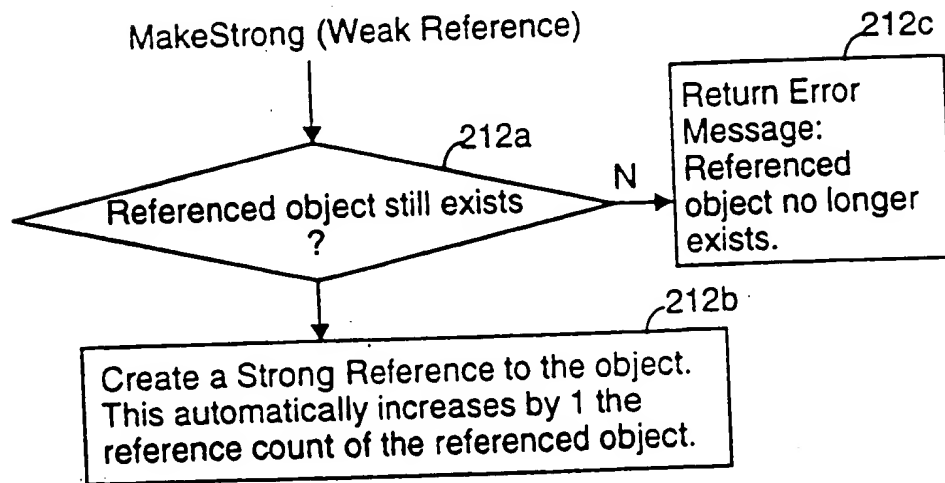 MakeStrong (Weak Reference)
212a
Referenced object still exists
?
N
212c
Return Error
Message:
Referenced
object no longer
exists.
212b
Create a Strong Reference to the object.
This automatically increases by 1 the
reference count of the referenced object.